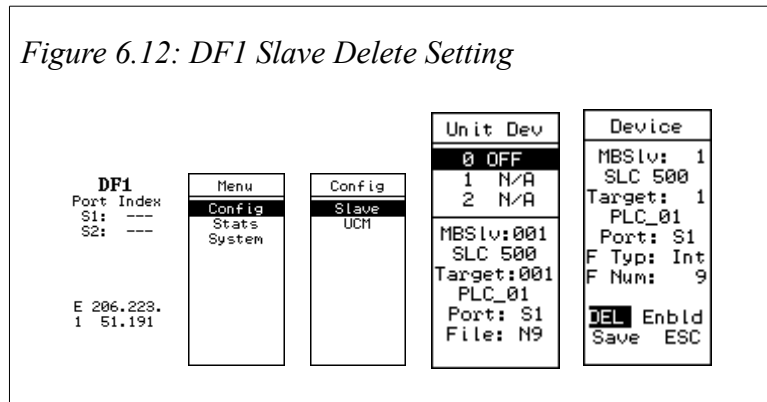 Figure 6.12: DF1 Slave Delete Setting
DF1
Port Index
S1: ---
S2: ---
E 206.223.
1 51.191
Menu
Config
Stats
System
Config
Slave
UCM
Unit Dev
0 OFF
1 N/A
2 N/A
MBSlv:001
SLC 500
Target:001
PLC_01
Port: S1
File: N9
Device
MBSlv: 1
SLC 500
Target: 1
PLC_01
Port: S1
F Typ: Int
F Num: 9
DEL Enbld
Save ESC